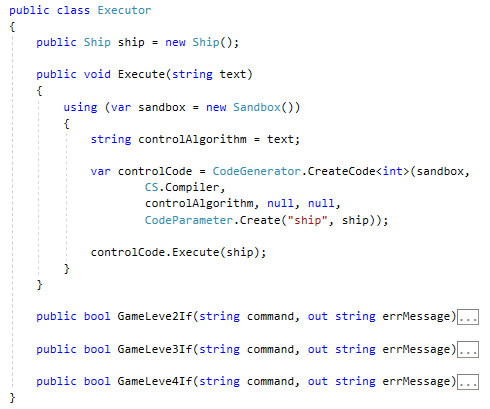 public class Executor
{
public Ship ship = new Ship();
public void Execute(string text)
{
using (var sandbox = new Sandbox())
{
string controlAlgorithm = text;
var controlCode = CodeGenerator.CreateCode<int>(sandbox,
CS.Compiler,
controlAlgorithm, null, null,
CodeParameter.Create("ship", ship));
controlCode.Execute(ship);
}
}
public bool GameLeve2If(string command, out string errMessage)...
public bool GameLeve3If(string command, out string errMessage)...
public bool GameLeve4If(string command, out string errMessage)...
}